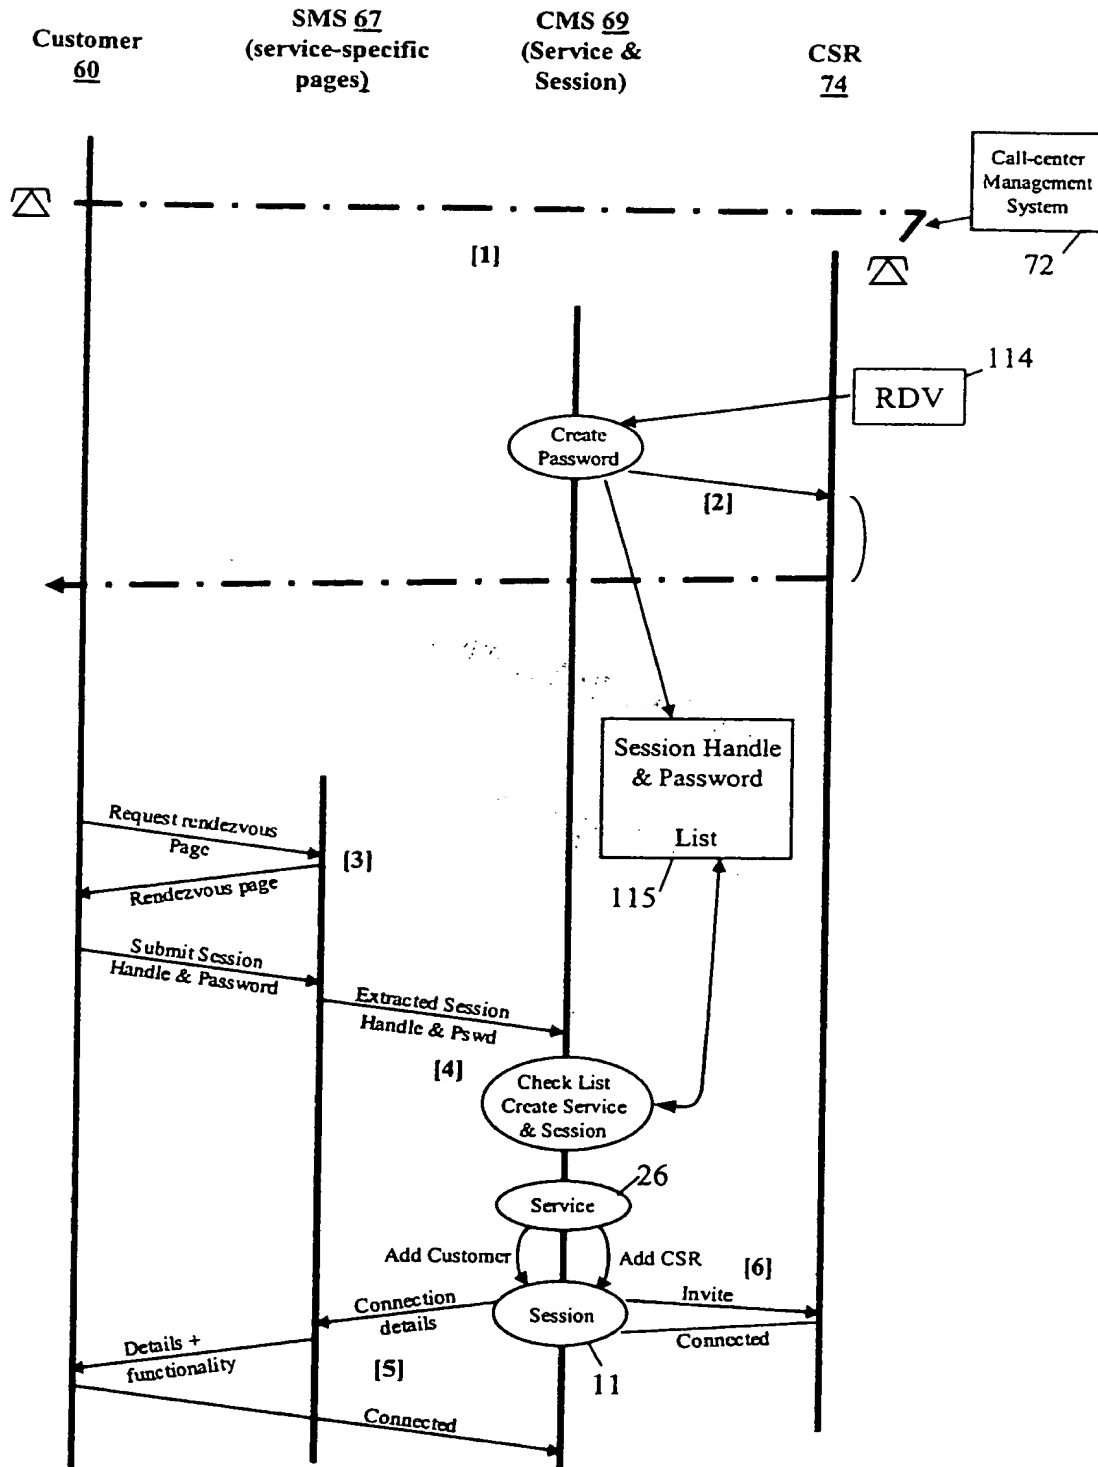 Customer
60
SMS 67
(service-specific
pages)
CMS 69
(Service &
Session)
CSR
74
Call-center
Management
System
72
[1]
114
RDV
Create
Password
[2]
Session Handle
& Password
List
115
Request rendezvous
Page
[3]
Rendezvous page
Submit Session
Handle & Password
Extracted Session
Handle & Pswd
[4]
Check List
Create Service
& Session
26
Service
Add Customer
Add CSR
[6]
Connection
details
Session
Invite
Connected
Details +
functionality
[5]
11
Connected